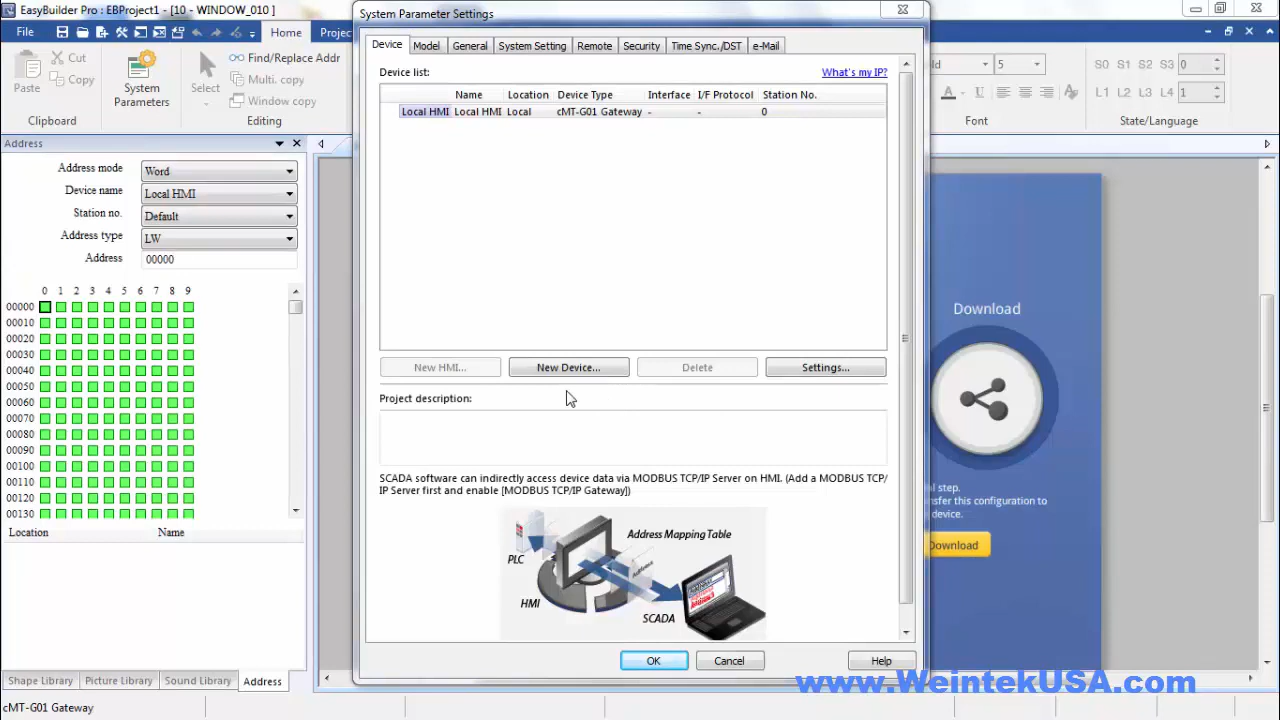 EasyBuilder Pro : EBProject1 - [10 - WINDOW_010 ]
System Parameter Settings
File
Home
Projec
Paste
Cut
Copy
Clipboard
System
Parameters
Select
Find/Replace Addr
Multi. copy
Window copy
Editing
ld
5
A
U
Font
S0 S1 S2 S3 0
L1 L2 L3 L4 1
State/Language
Address
Address mode Word
Device name Local HMI
Station no. Default
Address type LW
Address 00000
0 1 2 3 4 5 6 7 8 9
00000
00010
00020
00030
00040
00050
00060
00070
00080
00090
00100
00110
00120
00130
Location Name
Shape Library Picture Library Sound Library Address
cMT-G01 Gateway
Device Model General System Setting Remote Security Time Sync./DST e-Mail
Device list: What's my IP?
Name Location Device Type Interface I/F Protocol Station No.
Local HMI Local HMI Local cMT-G01 Gateway - - 0
New HMI... New Device... Delete Settings...
Project description:
SCADA software can indirectly access device data via MODBUS TCP/IP Server on HMI. (Add a MODBUS TCP/
IP Server first and enable [MODBUS TCP/IP Gateway])
PLC
HMI
Address Mapping Table
SCADA
OK Cancel Help
Download
al step.
nsfer this configuration to
device.
Download
www.WeintekUSA.com